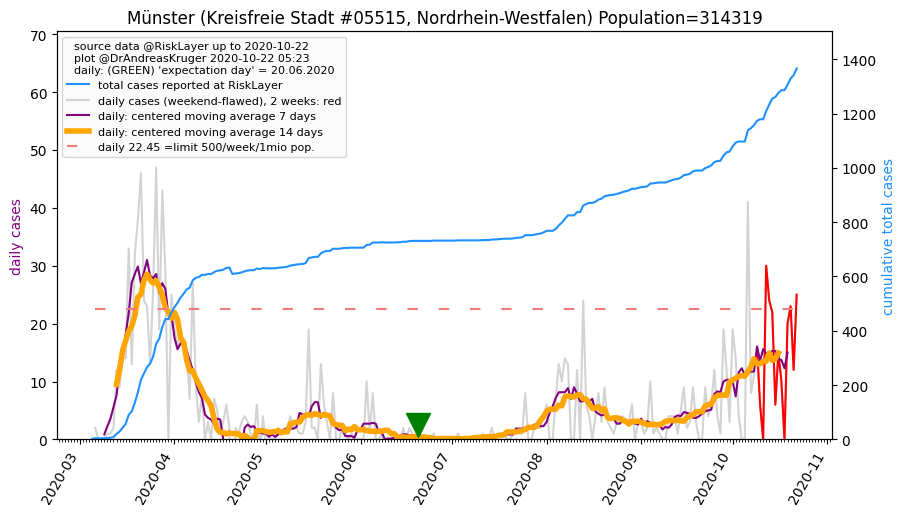 Münster (Kreisfreie Stadt #05515, Nordrhein-Westfalen) Population=314319
source data @RiskLayer up to 2020-10-22
plot @DrAndreasKruger 2020-10-22 05:23
daily: (GREEN) 'expectation day' = 20.06.2020
total cases reported at RiskLayer
daily cases (weekend-flawed), 2 weeks: red
daily: centered moving average 7 days
daily: centered moving average 14 days
daily 22.45 =limit 500/week/1mio pop.
daily cases
70
60
50
40
30
20
10
0
cumulative total cases
1400
1200
1000
800
600
400
200
0
2020-03
2020-04
2020-05
2020-06
2020-07
2020-08
2020-09
2020-10
2020-11